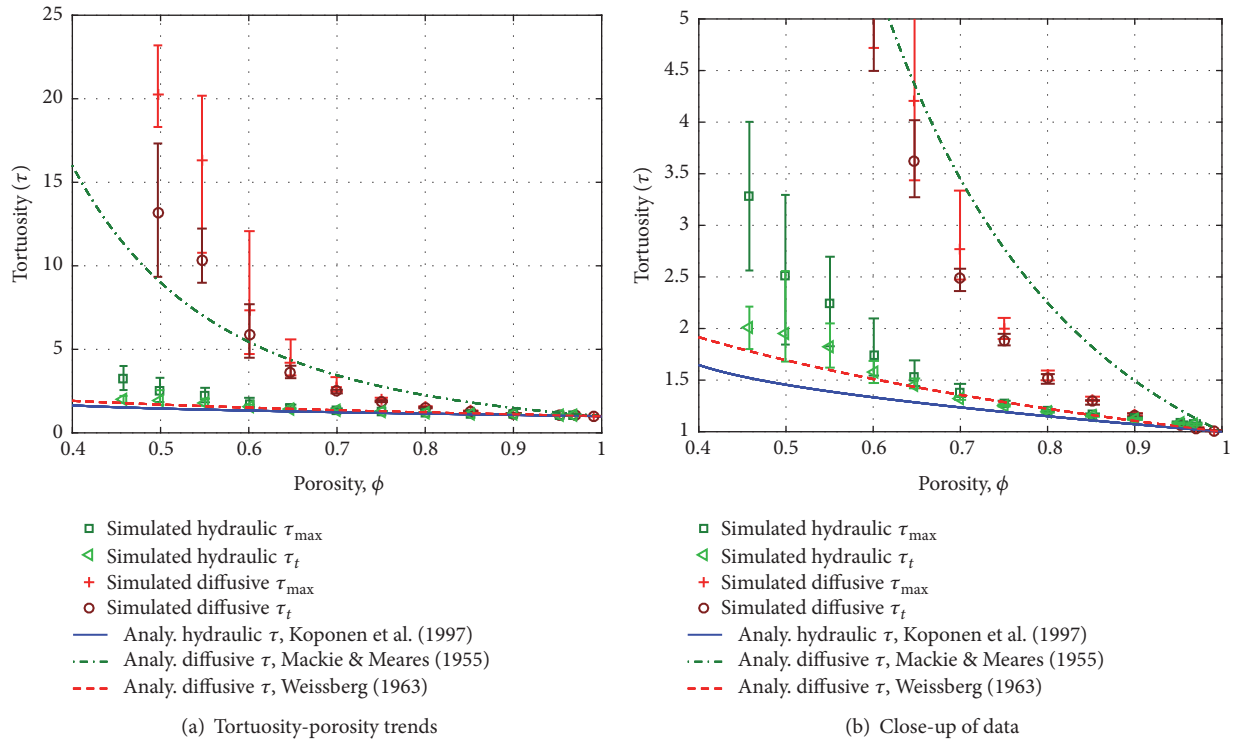 25
20
15
10
5
0
0.4
0.5
0.6
0.7
0.8
0.9
1
Tortuosity (τ)
Porosity, ϕ
Simulated hydraulic τmax
Simulated hydraulic τt
Simulated diffusive τmax
Simulated diffusive τt
Analy. hydraulic τ, Koponen et al. (1997)
Analy. diffusive τ, Mackie & Meares (1955)
Analy. diffusive τ, Weissberg (1963)
(a) Tortuosity-porosity trends
5
4.5
4
3.5
3
2.5
2
1.5
1
0.4
0.5
0.6
0.7
0.8
0.9
1
Tortuosity (τ)
Porosity, ϕ
Simulated hydraulic τmax
Simulated hydraulic τt
Simulated diffusive τmax
Simulated diffusive τt
Analy. hydraulic τ, Koponen et al. (1997)
Analy. diffusive τ, Mackie & Meares (1955)
Analy. diffusive τ, Weissberg (1963)
(b) Close-up of data